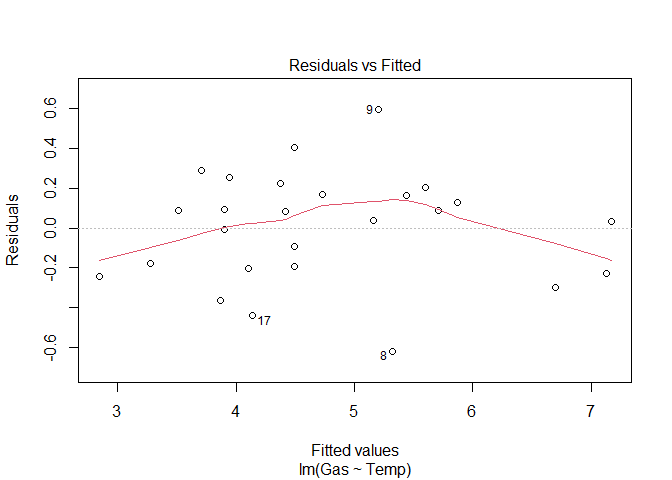 Residuals vs Fitted
Residuals
0.6
0.4
0.2
0.0
-0.2
-0.6
9
17
8
3 4 5 6 7
Fitted values
lm(Gas ~ Temp)